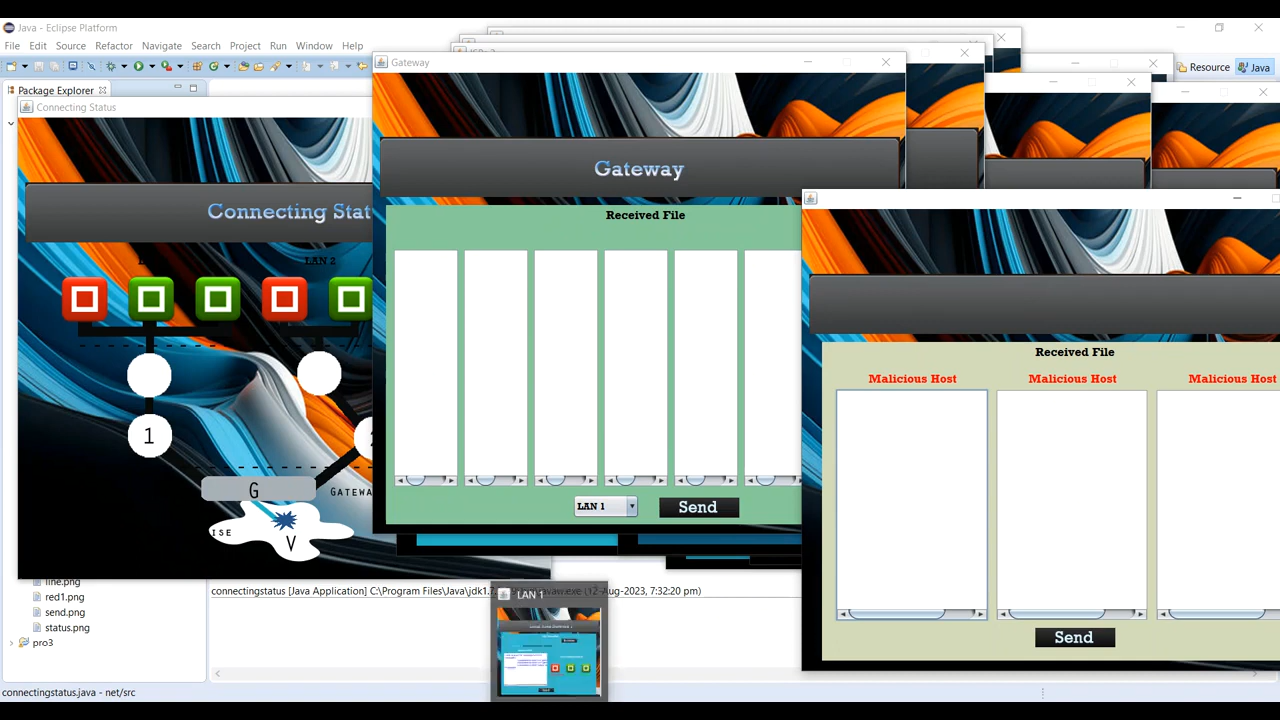 Java - Eclipse Platform
File Edit Source Refactor Navigate Search Project Run Window Help
Resource Java
Package Explorer
Connecting Status
Connecting Stat
LAN 2
1
G
GATEWA
ISE
V
Gateway
Gateway
Received File
LAN 1
Send
Received File
Malicious Host Malicious Host Malicious Host
Send
line.png
red1.png
send.png
status.png
pro3
connectingstatus [Java Application] C:\Program Files\Java\jdk1.7 (12-Aug-2023, 7:32:20 pm)
LAN 1
connectingstatus.java - net/src